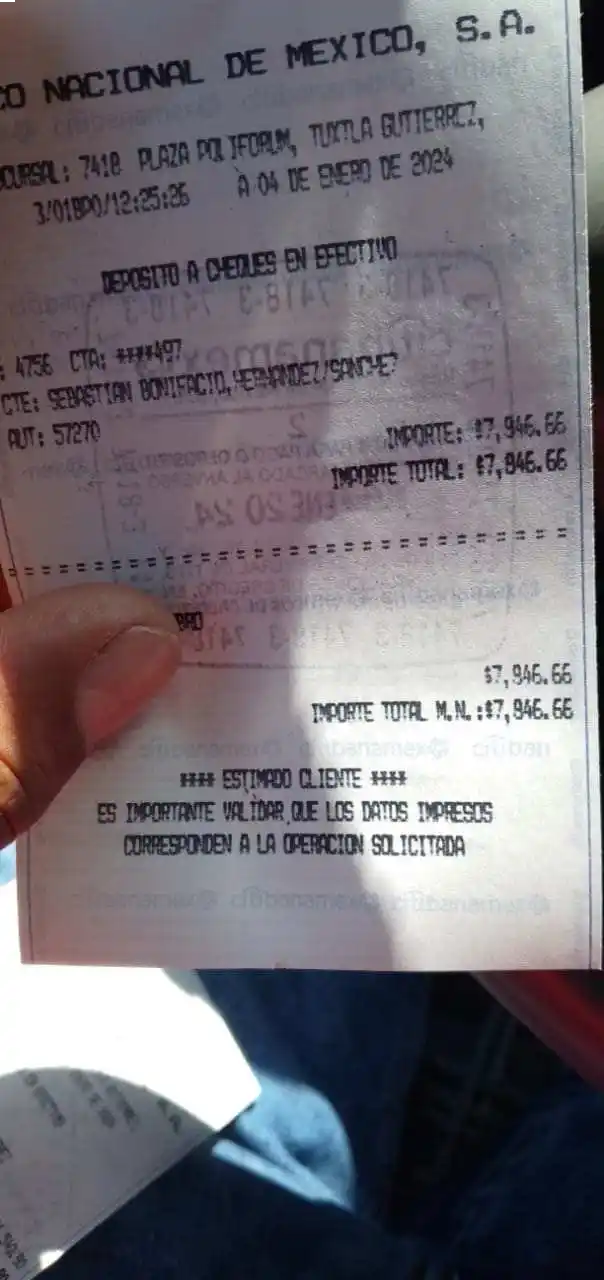 CO NACIONAL DE MEXICO, S.A.
CURSAL: 7418 PLAZA POLIFORUM, TUXTLA GUTIERREZ,
3/01BPO/12:25:26 A 04 DE ENERO DE 2024
DEPOSITO A CHEQUES EN EFECTIVO
: 4756 CTA: ****497
CTE: SEBASTIAN BONIFACIO,HERNANDEZ/SANCHEZ
AUT: 57270
IMPORTE: $7,946.66
IMPORTE TOTAL: $7,946.66
BRO
$7,946.66
IMPORTE TOTAL M.N.:$7,946.66
**** ESTIMADO CLIENTE ****
ES IMPORTANTE VALIDAR,QUE LOS DATOS IMPRESOS
CORRESPONDEN A LA OPERACION SOLICITADA